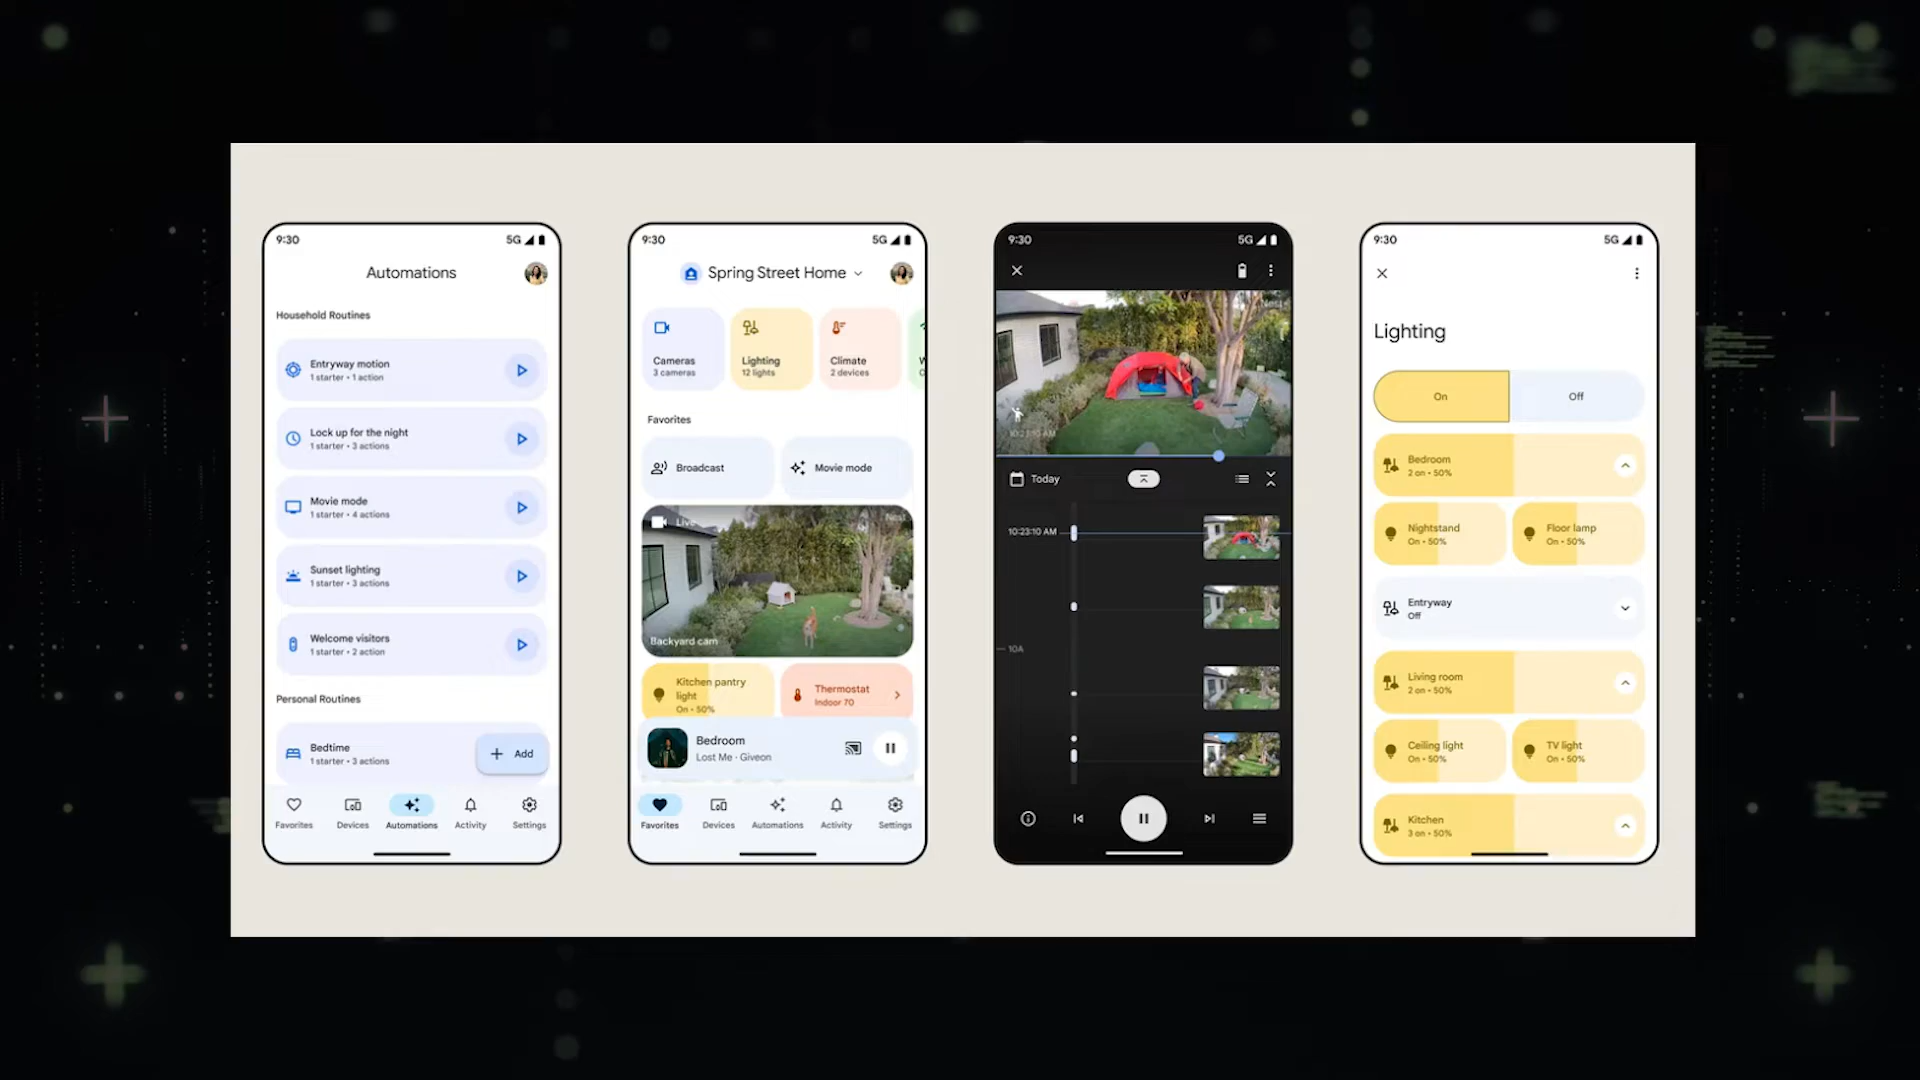 9:30
5G
Automations
Household Routines
Entryway motion
1 starter • 1 action
Lock up for the night
1 starter • 3 actions
Movie mode
1 starter • 4 actions
Sunset lighting
1 starter • 3 actions
Welcome visitors
1 starter • 2 action
Personal Routines
Bedtime
1 starter • 3 actions
+ Add
Favorites
Devices
Automations
Activity
Settings
9:30
5G
Spring Street Home
Cameras
3 cameras
Lighting
12 lights
Climate
2 devices
Favorites
Broadcast
Movie mode
Live
Nest
Backyard cam
Kitchen pantry
light
On • 50%
Thermostat
Indoor 70
Bedroom
Lost Me · Giveon
Favorites
Devices
Automations
Activity
Settings
9:30
5G
Nest
10:23:10 AM
Today
10:23:10 AM
10A
9:30
5G
Lighting
On
Off
Bedroom
2 on • 50%
Nightstand
On • 50%
Floor lamp
On • 50%
Entryway
Off
Living room
2 on • 50%
Ceiling light
On • 50%
TV light
On • 50%
Kitchen
3 on • 50%